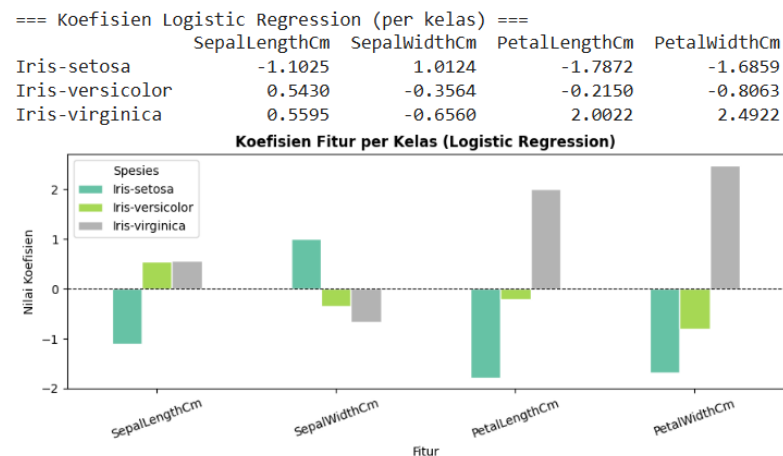 === Koefisien Logistic Regression (per kelas) ===
SepalLengthCm SepalWidthCm PetalLengthCm PetalWidthCm
Iris-setosa -1.1025 1.0124 -1.7872 -1.6859
Iris-versicolor 0.5430 -0.3564 -0.2150 -0.8063
Iris-virginica 0.5595 -0.6560 2.0022 2.4922
Koefisien Fitur per Kelas (Logistic Regression)
Spesies
Iris-setosa
Iris-versicolor
Iris-virginica
Nilai Koefisien
2
1
0
−1
−2
SepalLengthCm
SepalWidthCm
PetalLengthCm
PetalWidthCm
Fitur